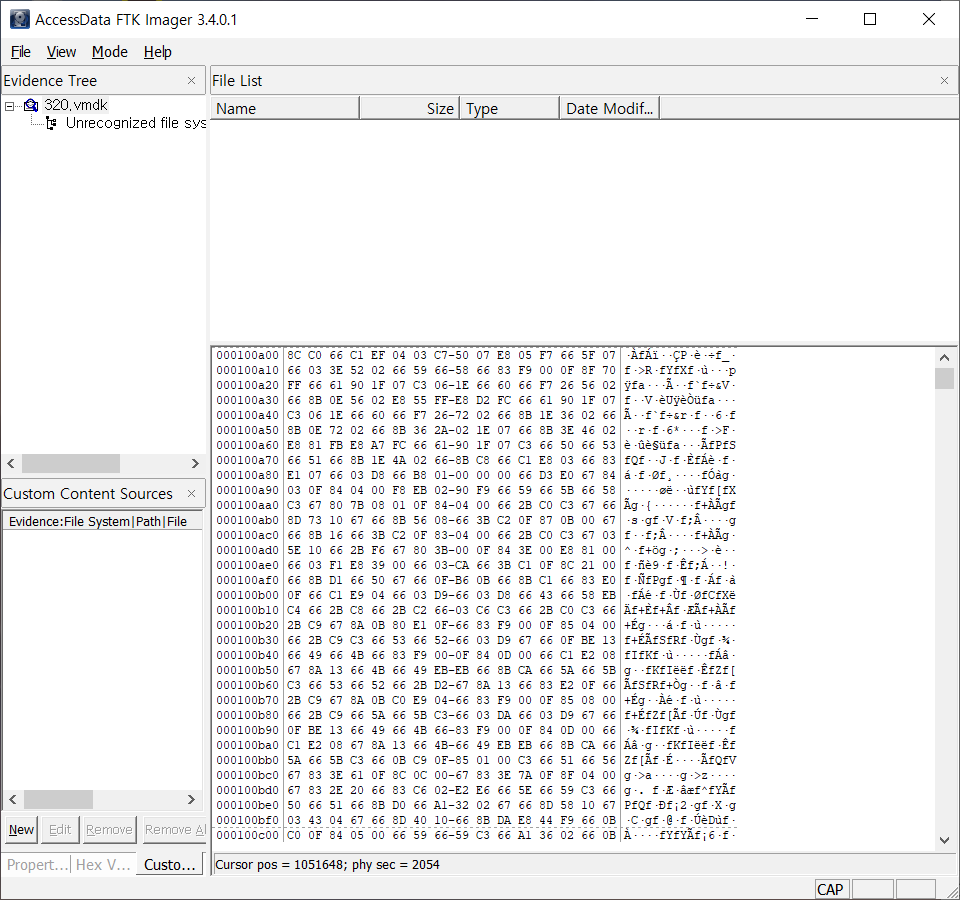 AccessData FTK Imager 3.4.0.1
File View Mode Help
Evidence Tree
320.vmdk
Unrecognized file sys
File List
Name Size Type Date Modif...
Custom Content Sources
Evidence:File System|Path|File
New Edit Remove Remove Al
Propert... Hex V... Custo...
000100a00 8C C0 66 C1 EF 04 03 C7-50 07 E8 05 F7 66 5F 07 ·ÀfÁï··ÇP·è·÷f_·
000100a10 66 03 3E 52 02 66 59 66-58 66 83 F9 00 0F 8F 70 f·>R·fYfXf·ù···p
000100a20 FF 66 61 90 1F 07 C3 06-1E 66 60 66 F7 26 56 02 ÿfa···Ã··f`f÷&V·
000100a30 66 8B 0E 56 02 E8 55 FF-E8 D2 FC 66 61 90 1F 07 f··V·èUÿèÒüfa···
000100a40 C3 06 1E 66 60 66 F7 26-72 02 66 8B 1E 36 02 66 Ã··f`f÷&r·f··6·f
000100a50 8B 0E 72 02 66 8B 36 2A-02 1E 07 66 8B 3E 46 02 ··r·f·6*···f·>F·
000100a60 E8 81 FB E8 A7 FC 66 61-90 1F 07 C3 66 50 66 53 è·ûè§üfa···ÃfPfS
000100a70 66 51 66 8B 1E 4A 02 66-8B C8 66 C1 E8 03 66 83 fQf··J·f·ÈfÁè·f·
000100a80 E1 07 66 03 D8 66 B8 01-00 00 00 66 D3 E0 67 84 á·f·Øf¸····fÓàg·
000100a90 03 0F 84 04 00 F8 EB 02-90 F9 66 59 66 5B 66 58 ·····øë··ùfYf[fX
000100aa0 C3 67 80 7B 08 01 0F 84-04 00 66 2B C0 C3 67 66 Ãg·{······f+ÀÃgf
000100ab0 8D 73 10 67 66 8B 56 08-66 3B C2 0F 87 0B 00 67 ·s·gf·V·f;Â····g
000100ac0 66 8B 16 66 3B C2 0F 83-04 00 66 2B C0 C3 67 03 f··f;Â····f+ÀÃg·
000100ad0 5E 10 66 2B F6 67 80 3B-00 0F 84 3E 00 E8 81 00 ^·f+ög·;···>·è··
000100ae0 66 03 F1 E8 39 00 66 03-CA 66 3B C1 0F 8C 21 00 f·ñè9·f·Êf;Á··!·
000100af0 66 8B D1 66 50 67 66 0F-B6 0B 66 8B C1 66 83 E0 f·ÑfPgf·¶·f·Áf·à
000100b00 0F 66 C1 E9 04 66 03 D9-66 03 D8 66 43 66 58 EB ·fÁé·f·Ùf·ØfCfXë
000100b10 C4 66 2B C8 66 2B C2 66-03 C6 C3 66 2B C0 C3 66 Äf+Èf+Âf·ÆÃf+ÀÃf
000100b20 2B C9 67 8A 0B 80 E1 0F-66 83 F9 00 0F 85 04 00 +Ég···á·f·ù·····
000100b30 66 2B C9 C3 66 53 66 52-66 03 D9 67 66 0F BE 13 f+ÉÃfSfRf·Ùgf·¾·
000100b40 66 49 66 4B 66 83 F9 00-0F 84 0D 00 66 C1 E2 08 fIfKf·ù·····fÁâ·
000100b50 67 8A 13 66 4B 66 49 EB-EB 66 8B CA 66 5A 66 5B g··fKfIëëf·ÊfZf[
000100b60 C3 66 53 66 52 66 2B D2-67 8A 13 66 83 E2 0F 66 ÃfSfRf+Òg··f·â·f
000100b70 2B C9 67 8A 0B C0 E9 04-66 83 F9 00 0F 85 08 00 +Ég··Àé·f·ù·····
000100b80 66 2B C9 66 5A 66 5B C3-66 03 DA 66 03 D9 67 66 f+ÉfZf[Ãf·Úf·Ùgf
000100b90 0F BE 13 66 49 66 4B 66-83 F9 00 0F 84 0D 00 66 ·¾·fIfKf·ù·····f
000100ba0 C1 E2 08 67 8A 13 66 4B-66 49 EB EB 66 8B CA 66 Áâ·g··fKfIëëf·Êf
000100bb0 5A 66 5B C3 66 0B C9 0F-85 01 00 C3 66 51 66 56 Zf[Ãf·É····ÃfQfV
000100bc0 67 83 3E 61 0F 8C 0C 00-67 83 3E 7A 0F 8F 04 00 g·>a····g·>z····
000100bd0 67 83 2E 20 66 83 C6 02-E2 E6 66 5E 66 59 C3 66 g·. f·Æ·âæf^fYÃf
000100be0 50 66 51 66 8B D0 66 A1-32 02 67 66 8D 58 10 67 PfQf·Ðf¡2·gf·X·g
000100bf0 03 43 04 67 66 8D 40 10-66 8B DA E8 44 F9 66 0B ·C·gf·@·f·ÚèDùf·
000100c00 C0 0F 84 05 00 66 59 66-59 C3 66 A1 36 02 66 0B À····fYfYÃf¡6·f·
Cursor pos = 1051648; phy sec = 2054
CAP